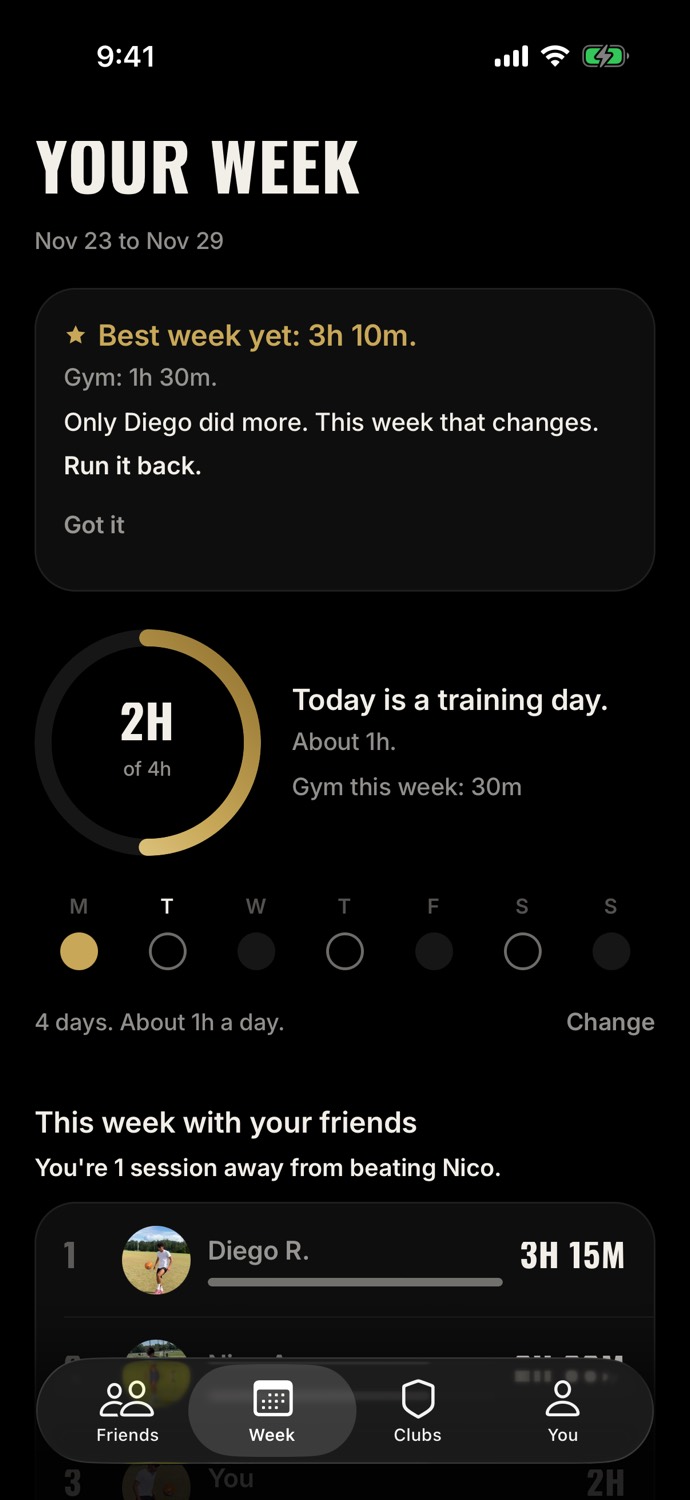 9:41
YOUR WEEK
Nov 23 to Nov 29
Best week yet: 3h 10m.
Gym: 1h 30m.
Only Diego did more. This week that changes.
Run it back.
Got it
2H
of 4h
Today is a training day.
About 1h.
Gym this week: 30m
M T W T F S S
4 days. About 1h a day.
Change
This week with your friends
You're 1 session away from beating Nico.
1 Diego R. 3H 15M
Friends Week Clubs You
3 You 2H